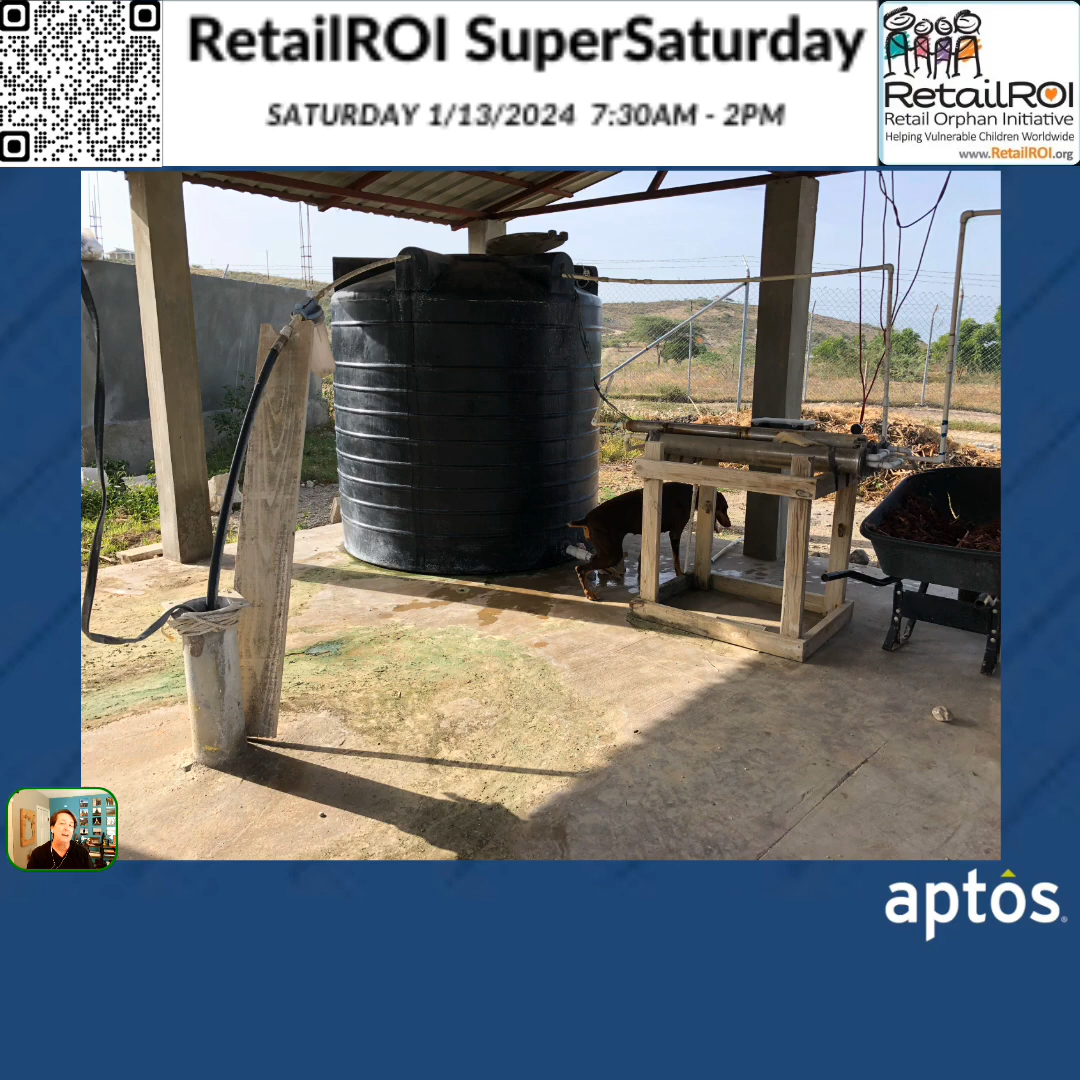 RetailROI SuperSaturday
SATURDAY 1/13/2024 7:30AM - 2PM
RetailROI
Retail Orphan Initiative
Helping Vulnerable Children Worldwide
www.RetailROI.org
aptos